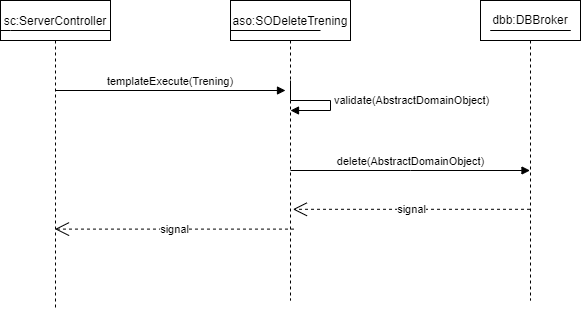 sc:ServerController
aso:SODeleteTrening
dbb:DBBroker
templateExecute(Trening)
validate(AbstractDomainObject)
delete(AbstractDomainObject)
signal
signal